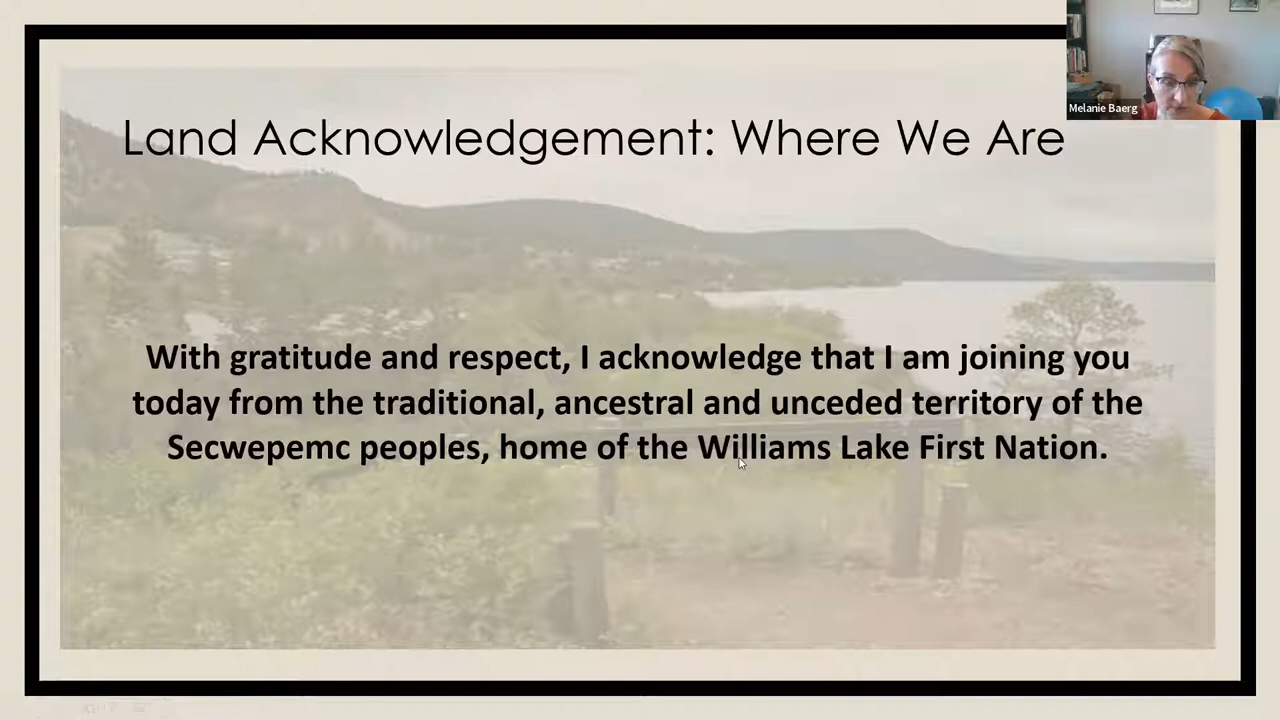 Melanie Baerg
Land Acknowledgement: Where We Are
With gratitude and respect, I acknowledge that I am joining you
today from the traditional, ancestral and unceded territory of the
Secwepemc peoples, home of the Williams Lake First Nation.